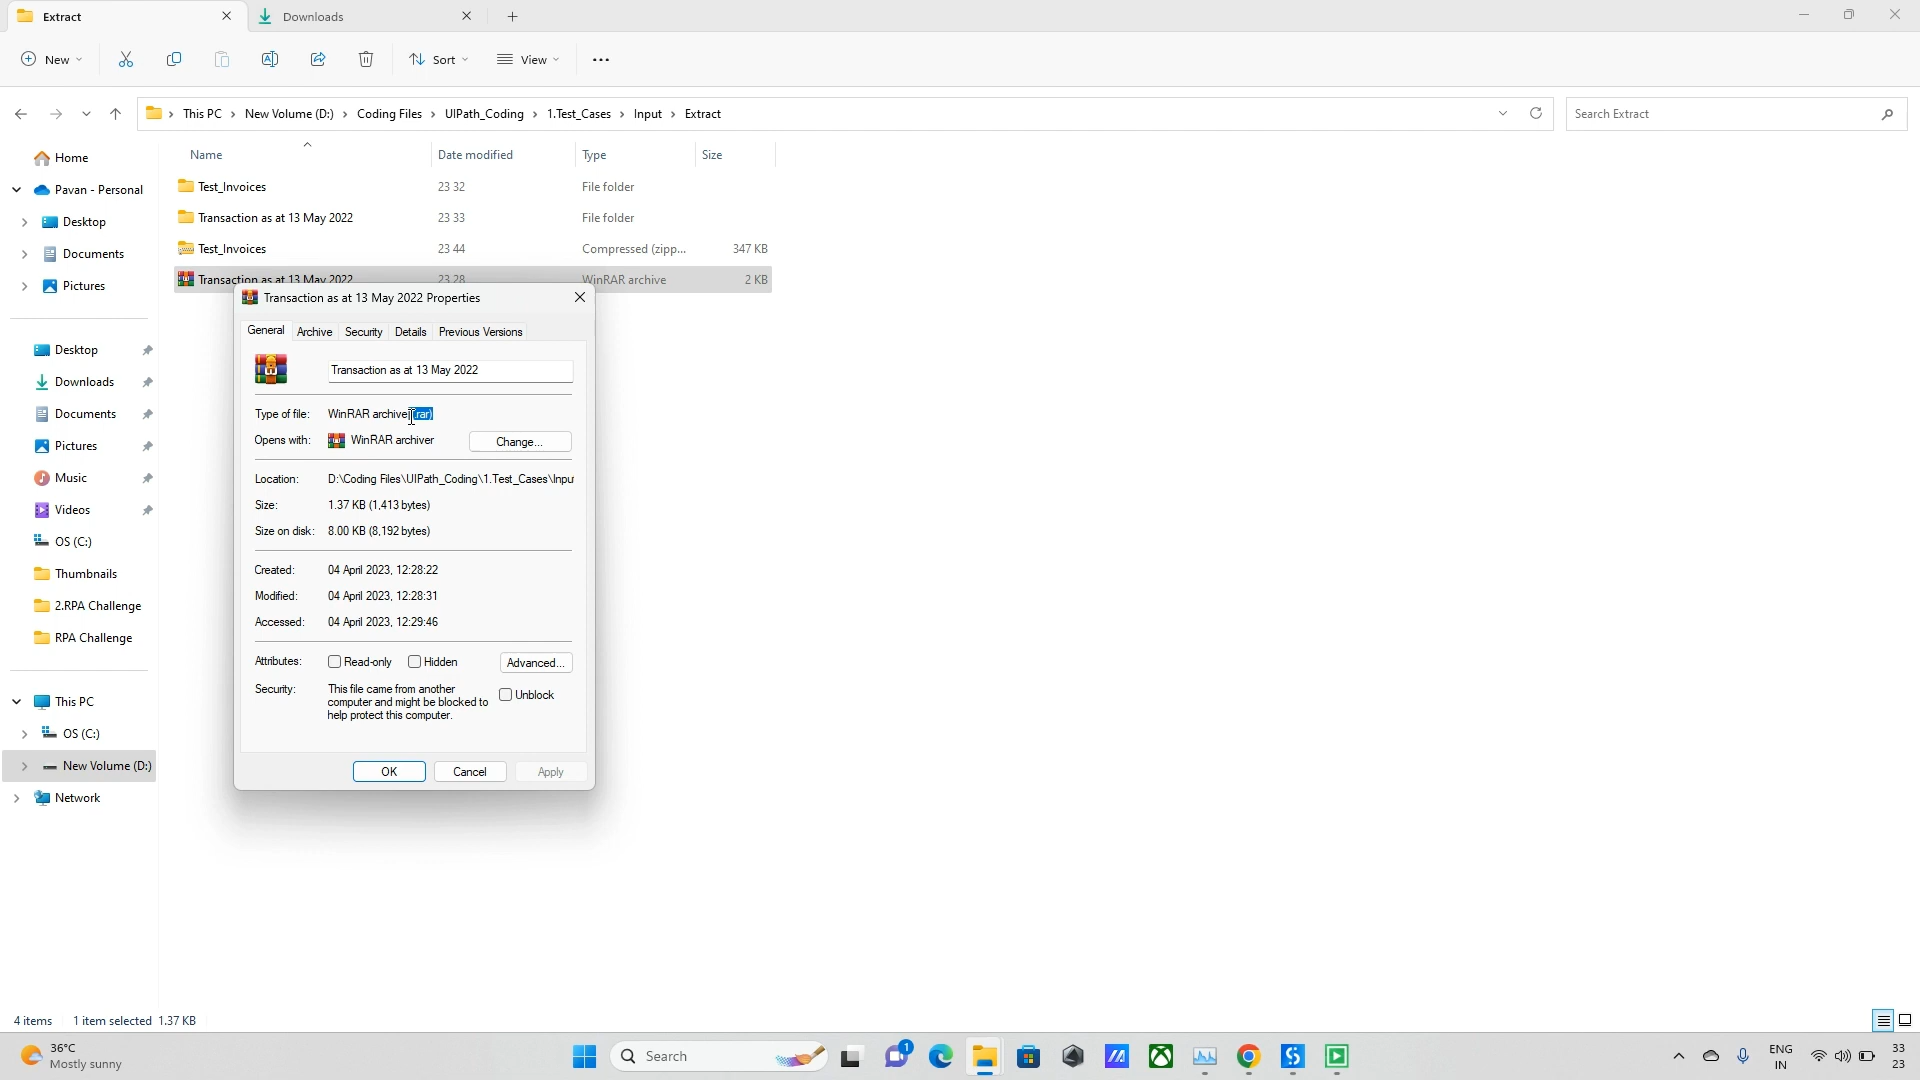 Extract
Downloads
New
Sort
View
This PC > New Volume (D:) > Coding Files > UIPath_Coding > 1.Test_Cases > Input > Extract
Search Extract
Name Date modified Type Size
Test_Invoices 23 32 File folder
Transaction as at 13 May 2022 23 33 File folder
Test_Invoices 23 44 Compressed (zipp... 347 KB
Transaction as at 13 May 2022 23 28 WinRAR archive 2 KB
Home
Pavan - Personal
Desktop
Documents
Pictures
Desktop
Downloads
Documents
Pictures
Music
Videos
OS (C:)
Thumbnails
2.RPA Challenge
RPA Challenge
This PC
OS (C:)
New Volume (D:)
Network
Transaction as at 13 May 2022 Properties
General Archive Security Details Previous Versions
Transaction as at 13 May 2022
Type of file: WinRAR archive (.rar)
Opens with: WinRAR archiver Change...
Location: D:\Coding Files\UIPath_Coding\1.Test_Cases\Input
Size: 1.37 KB (1,413 bytes)
Size on disk: 8.00 KB (8,192 bytes)
Created: 04 April 2023, 12:28:22
Modified: 04 April 2023, 12:28:31
Accessed: 04 April 2023, 12:29:46
Attributes: Read-only Hidden Advanced...
Security: This file came from another
computer and might be blocked to
help protect this computer.
Unblock
OK Cancel Apply
4 items 1 item selected 1.37 KB
36°C
Mostly sunny
Search
1
ENG
IN
33
23